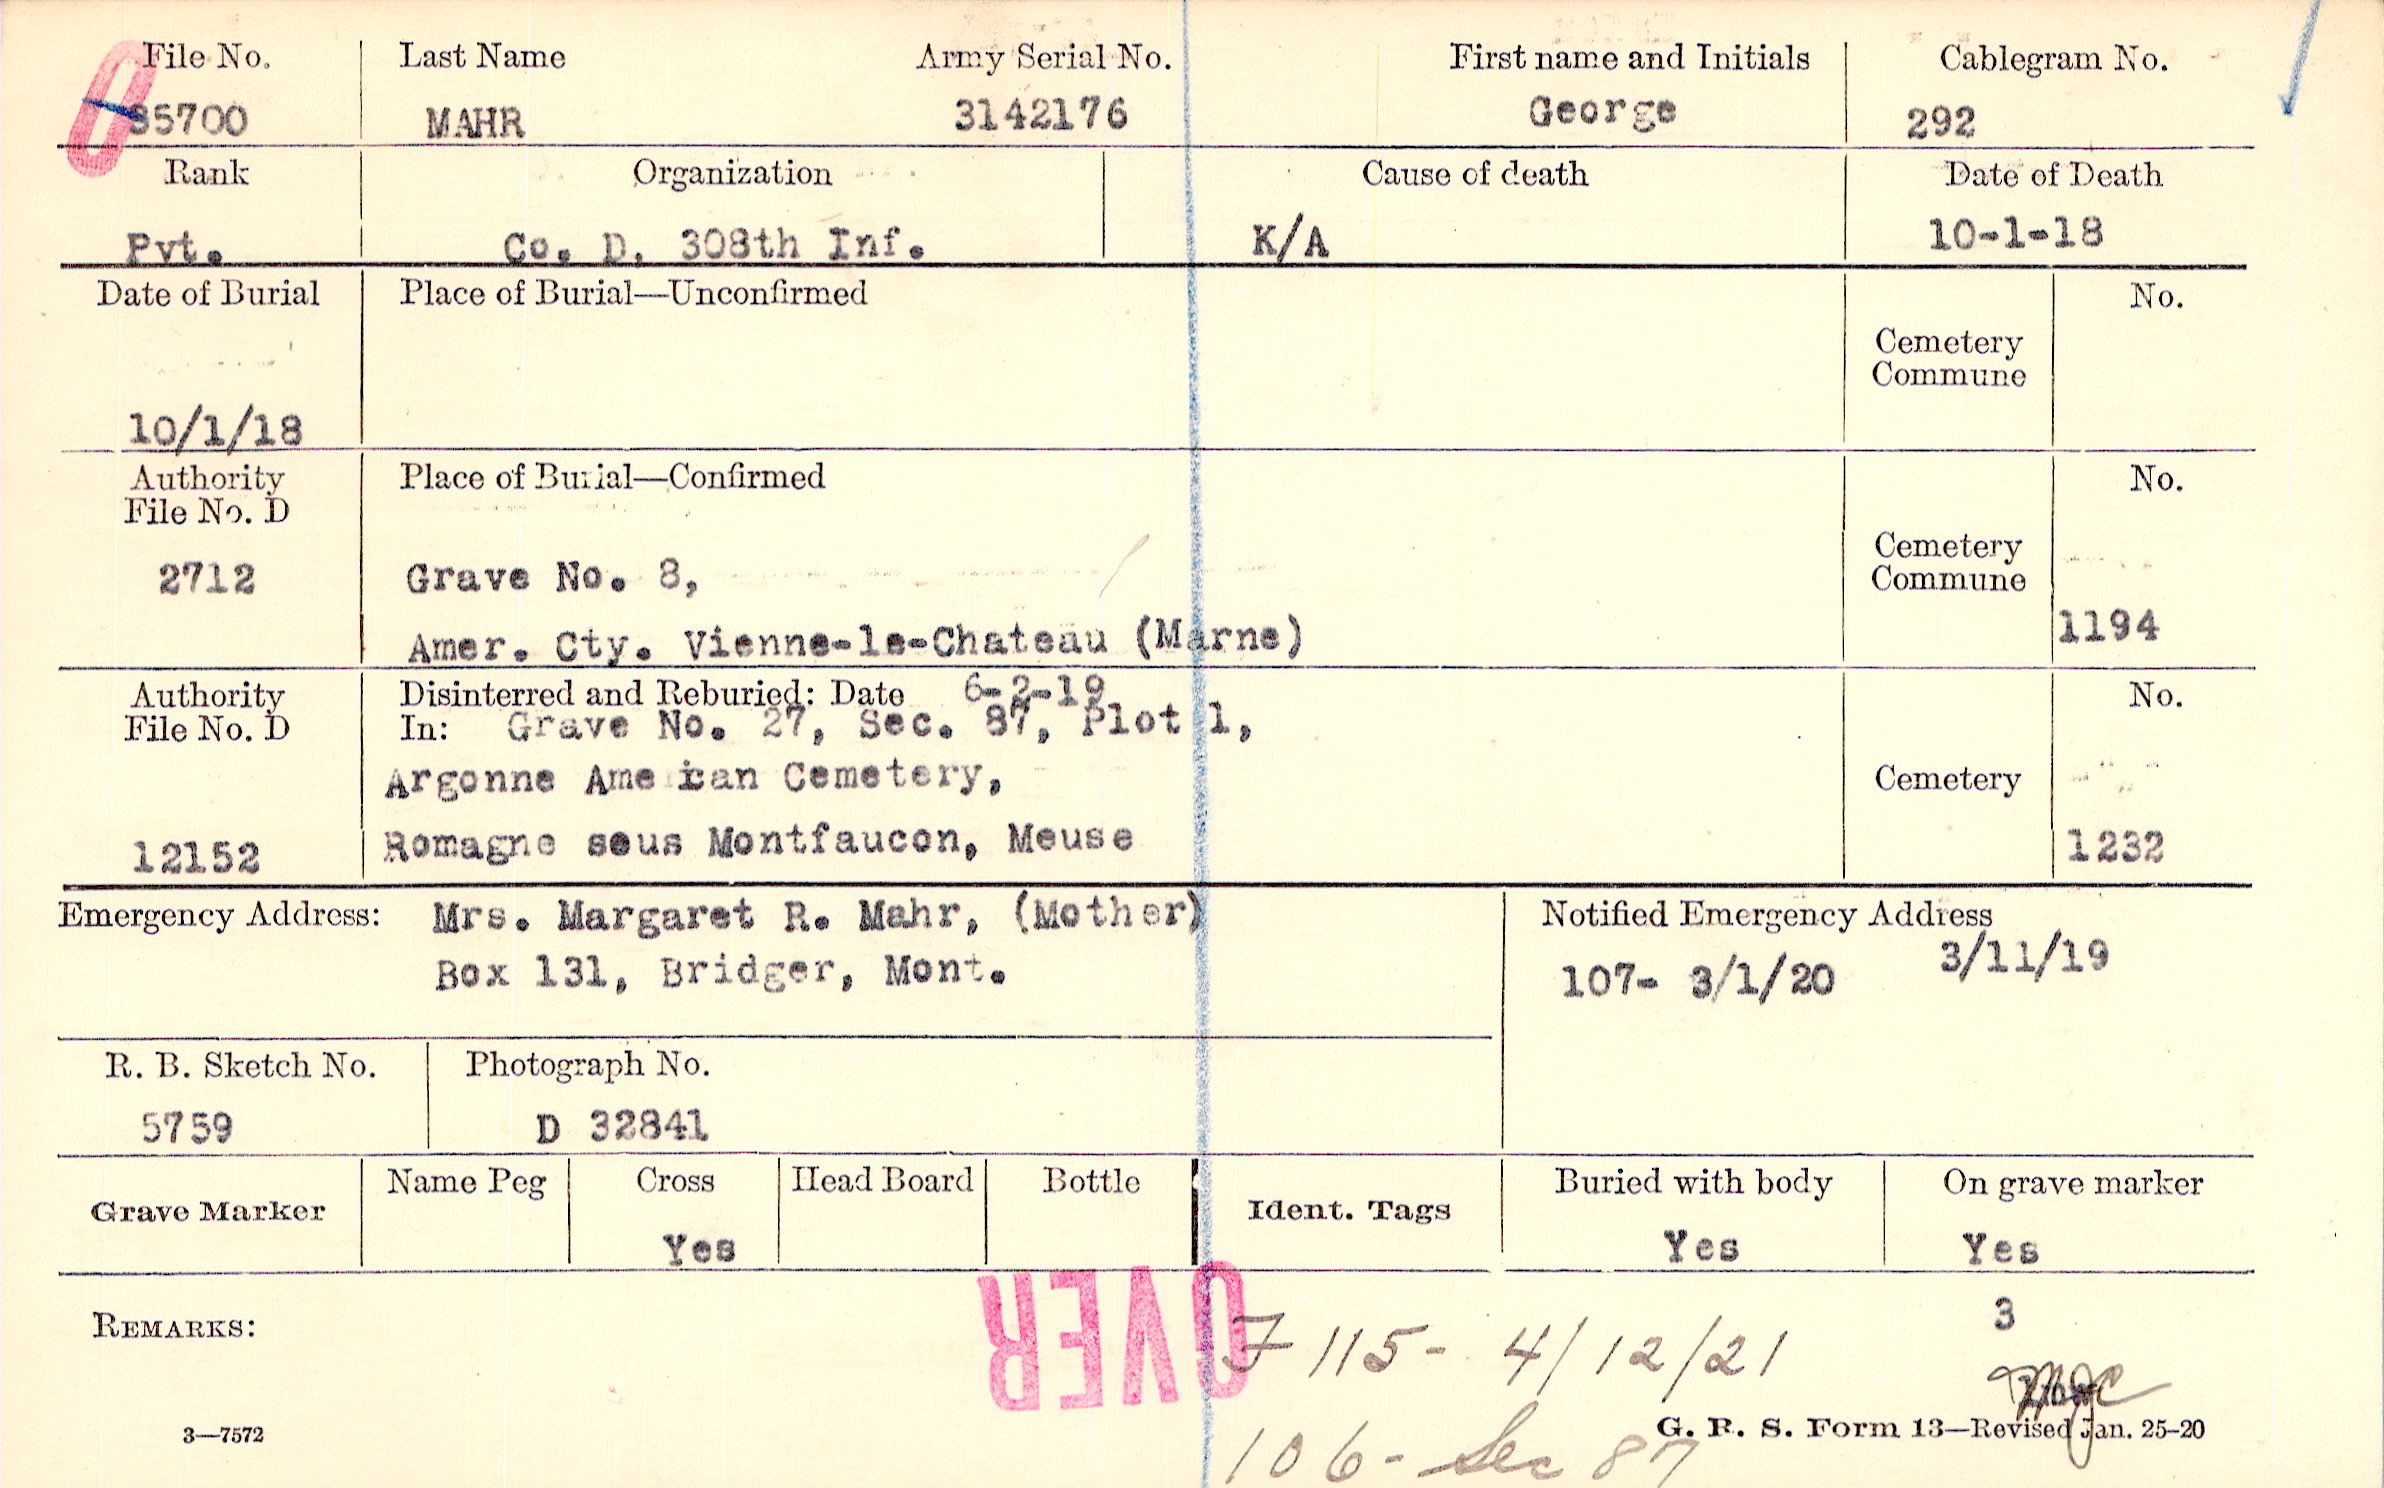 File No. Last Name Army Serial No. First name and Initials Cablegram No.
85700 MAHR 3142176 George 292
Rank Organization Cause of death Date of Death
Pvt. Co. D, 308th Inf. K/A 10-1-18
Date of Burial Place of Burial—Unconfirmed No.
Cemetery
Commune
10/1/18
Authority Place of Burial—Confirmed No.
File No. D
Cemetery
2712 Grave No. 8, Commune
Amer. Cty. Vienne-le-Chateau (Marne) 1194
Authority Disinterred and Reburied: Date 6-2-19 No.
File No. D In: Grave No. 27, Sec. 87, Plot 1,
Argonne Ame ican Cemetery, Cemetery
12152 Romagne sous Montfaucon, Meuse 1232
Emergency Address: Mrs. Margaret R. Mahr, (Mother) Notified Emergency Address
Box 131, Bridger, Mont. 107- 3/1/20 3/11/19
R. B. Sketch No. Photograph No.
5759 D 32841
Grave Marker Name Peg Cross Head Board Bottle Ident. Tags Buried with body On grave marker
Yes Yes Yes
OVER
REMARKS: 3
F 115- 4/12/21
3—7572 G. R. S. Form 13—Revised Jan. 25-20
106- Sec 87